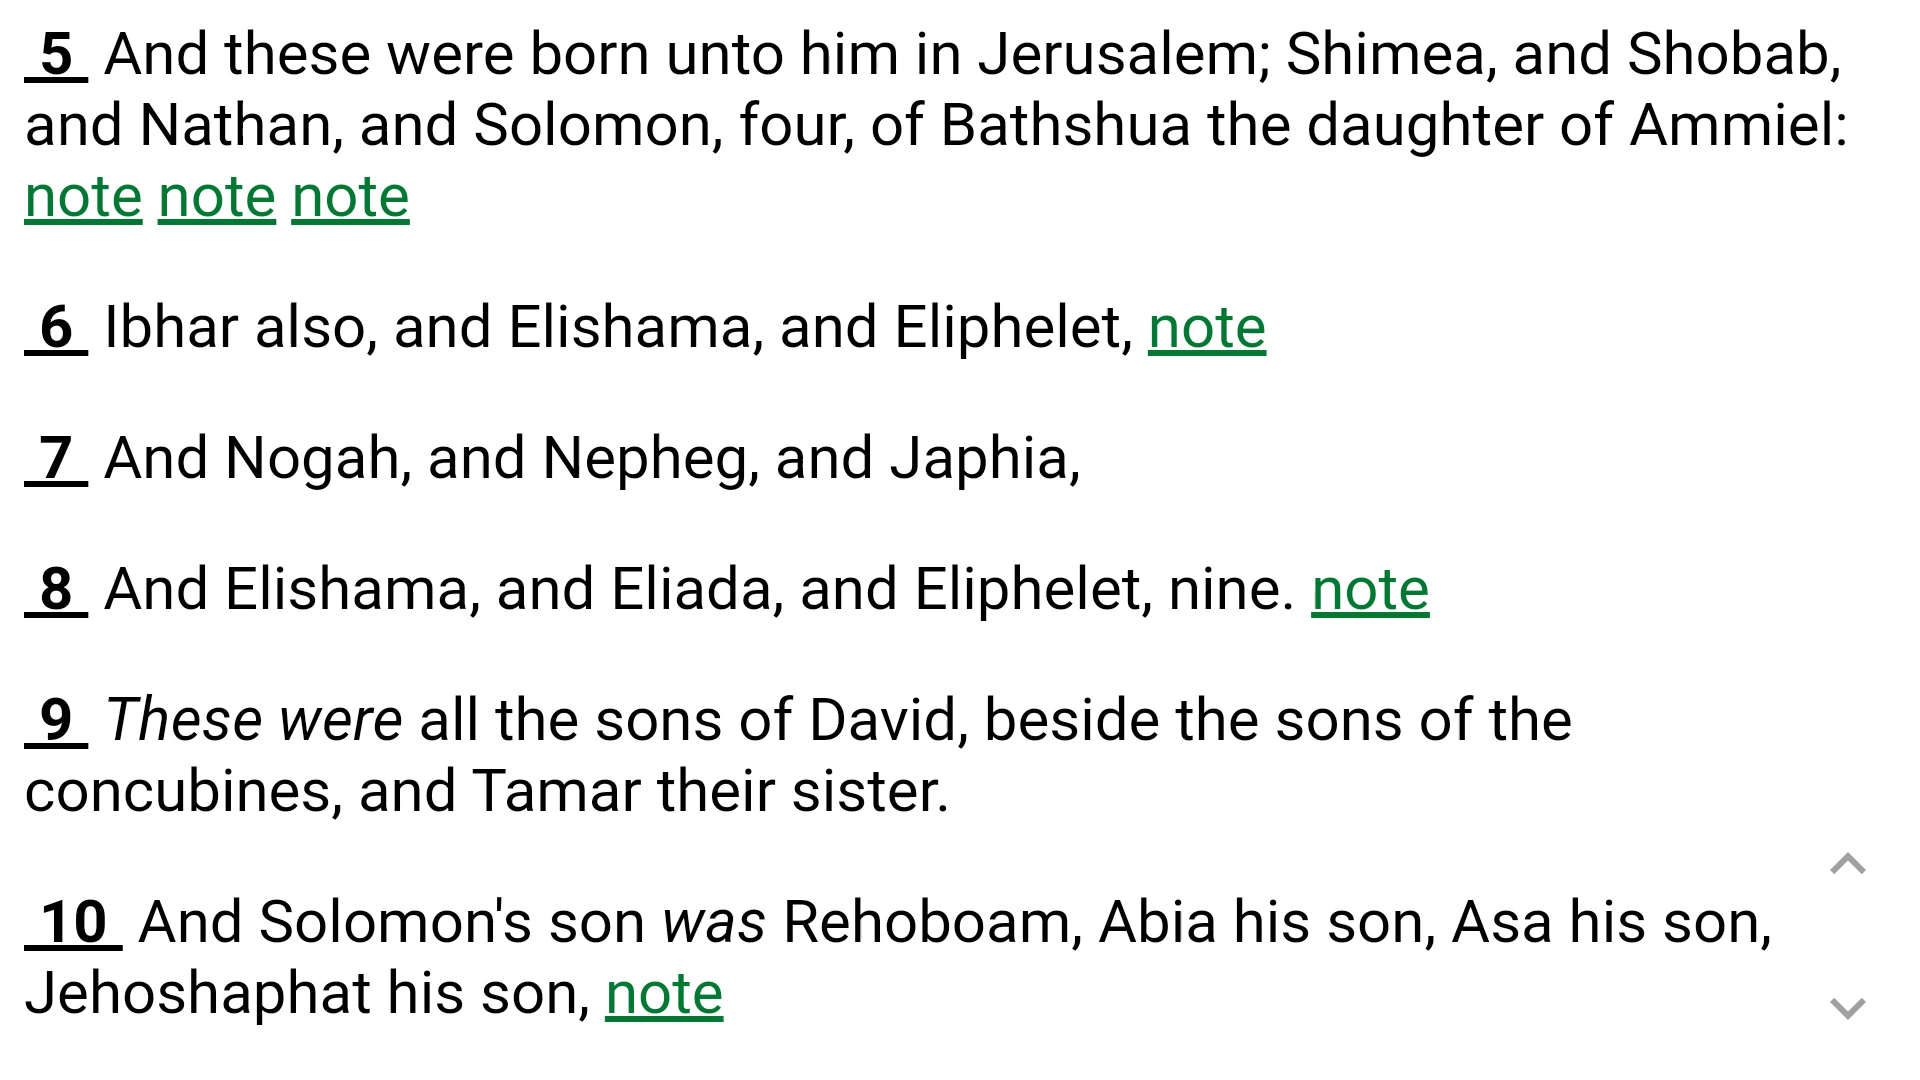 5 And these were born unto him in Jerusalem; Shimea, and Shobab,
and Nathan, and Solomon, four, of Bathshua the daughter of Ammiel:
note note note
6 Ibhar also, and Elishama, and Eliphelet, note
7 And Nogah, and Nepheg, and Japhia,
8 And Elishama, and Eliada, and Eliphelet, nine. note
9 These were all the sons of David, beside the sons of the
concubines, and Tamar their sister.
10 And Solomon's son was Rehoboam, Abia his son, Asa his son,
Jehoshaphat his son, note